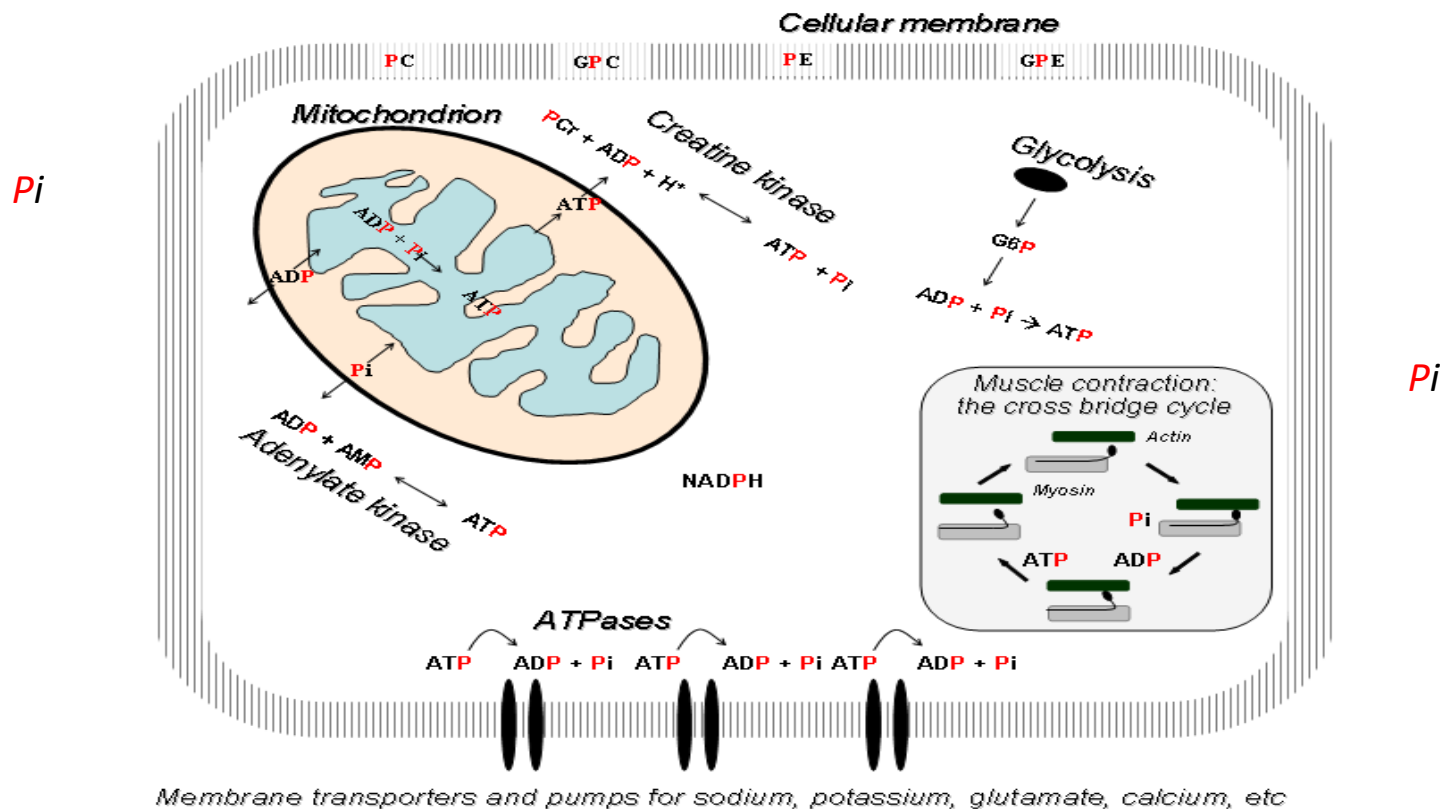 Cellular membrane
PC GPC PE GPE
Mitochondrion
PCr + ADP + H⁺
ATP + Pi
Creatine kinase
Glycolysis
G6P
ADP + Pi → ATP
Pi
ATP
ADP + Pi
ATP
ADP
Pi
ADP + AMP
ATP
Adenylate kinase
NADPH
Pi
Muscle contraction:
the cross bridge cycle
Actin
Myosin
Pi
ATP ADP
ATPases
ATP ADP + Pi ATP ADP + Pi ATP ADP + Pi
Membrane transporters and pumps for sodium, potassium, glutamate, calcium, etc